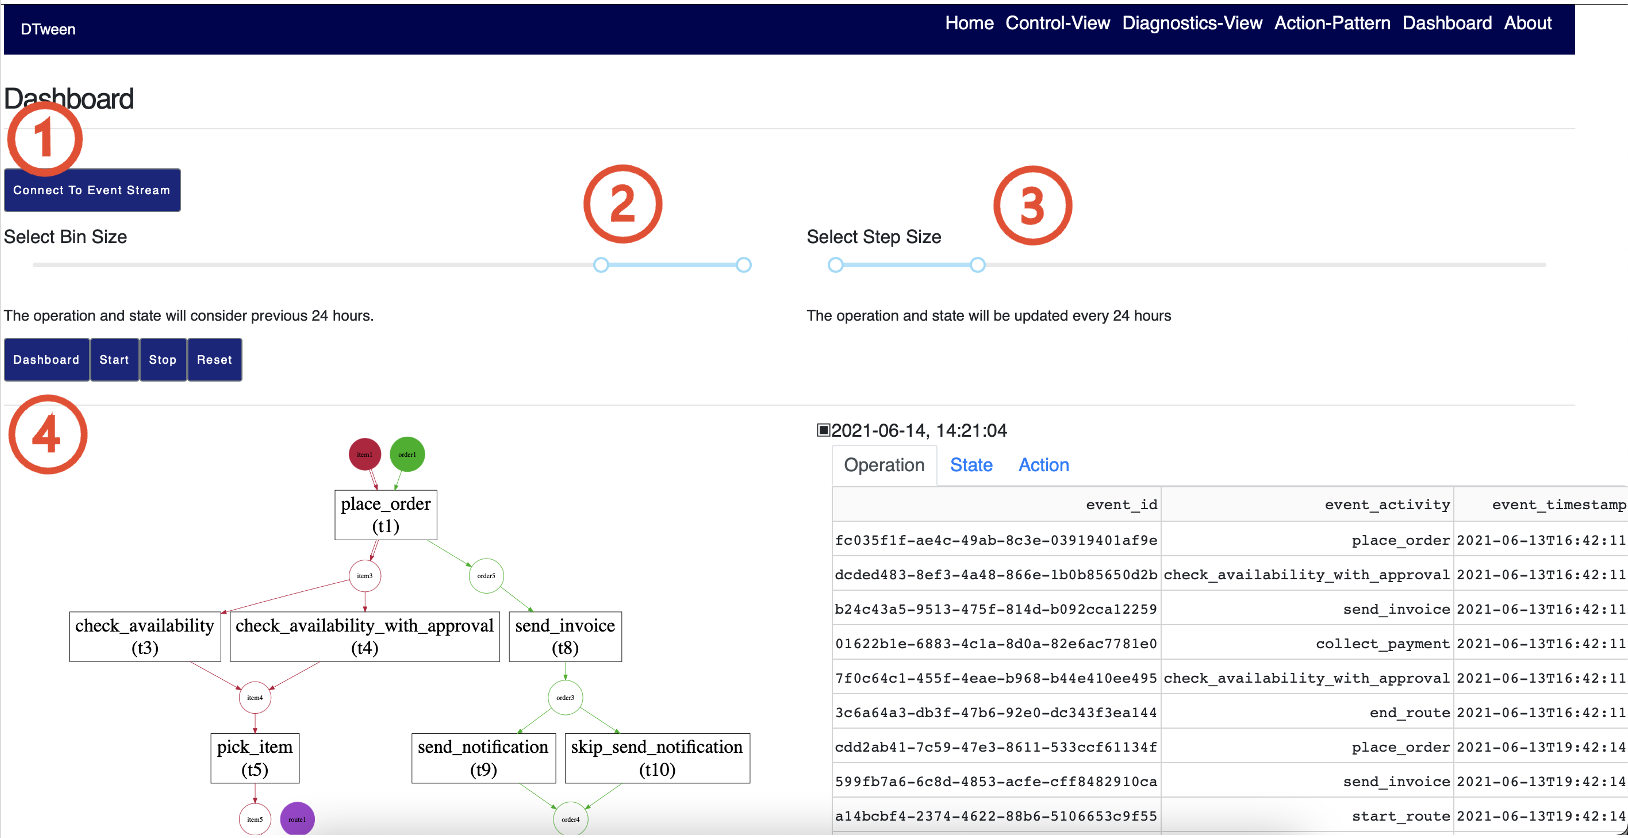 DTween
Home Control-View Diagnostics-View Action-Pattern Dashboard About
Dashboard
1
Connect To Event Stream
2
3
Select Bin Size
Select Step Size
The operation and state will consider previous 24 hours.
The operation and state will be updated every 24 hours
Dashboard Start Stop Reset
4
item1 order1
place_order
(t1)
item3 order5
check_availability
(t3)
check_availability_with_approval
(t4)
send_invoice
(t8)
item4 order3
pick_item
(t5)
send_notification
(t9)
skip_send_notification
(t10)
item5 route1 order4
2021-06-14, 14:21:04
Operation State Action
event_id event_activity event_timestamp
fc035f1f-ae4c-49ab-8c3e-03919401af9e place_order 2021-06-13T16:42:11
dcded483-8ef3-4a48-866e-1b0b85650d2b check_availability_with_approval 2021-06-13T16:42:11
b24c43a5-9513-475f-814d-b092cca12259 send_invoice 2021-06-13T16:42:11
01622b1e-6883-4c1a-8d0a-82e6ac7781e0 collect_payment 2021-06-13T16:42:11
7f0c64c1-455f-4eae-b968-b44e410ee495 check_availability_with_approval 2021-06-13T16:42:11
3c6a64a3-db3f-47b6-92e0-dc343f3ea144 end_route 2021-06-13T16:42:11
cdd2ab41-7c59-47e3-8611-533ccf61134f place_order 2021-06-13T19:42:14
599fb7a6-6c8d-4853-acfe-cff8482910ca send_invoice 2021-06-13T19:42:14
a14bcbf4-2374-4622-88b6-5106653c9f55 start_route 2021-06-13T19:42:14